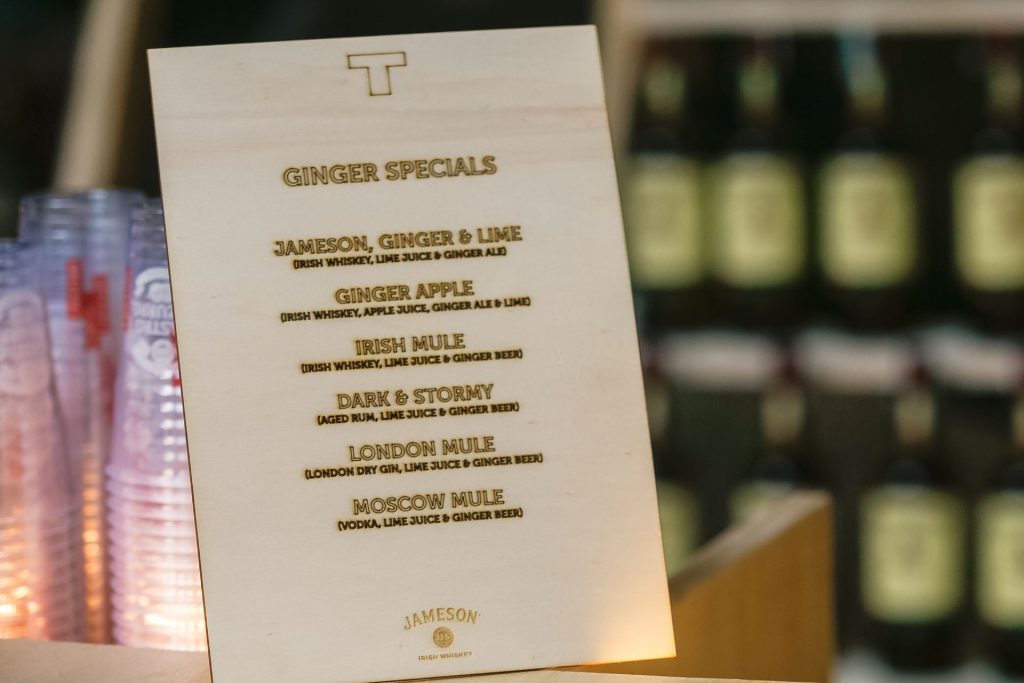 T
GINGER SPECIALS
JAMESON, GINGER & LIME
(IRISH WHISKEY, LIME JUICE & GINGER ALE)
GINGER APPLE
(IRISH WHISKEY, APPLE JUICE, GINGER ALE & LIME)
IRISH MULE
(IRISH WHISKEY, LIME JUICE & GINGER BEER)
DARK & STORMY
(AGED RUM, LIME JUICE & GINGER BEER)
LONDON MULE
(LONDON DRY GIN, LIME JUICE & GINGER BEER)
MOSCOW MULE
(VODKA, LIME JUICE & GINGER BEER)
JAMESON
IRISH WHISKEY